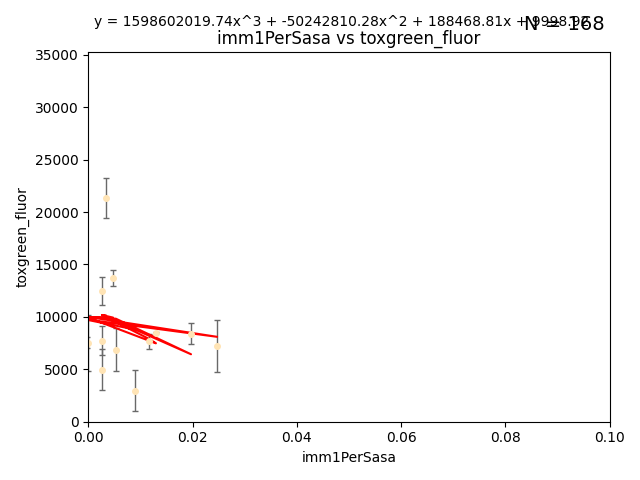 y = 1598602019.74x^3 + -50242810.28x^2 + 188468.81x + 9998.92
N = 168
imm1PerSasa vs toxgreen_fluor
35000
30000
25000
20000
15000
10000
5000
0
toxgreen_fluor
0.00 0.02 0.04 0.06 0.08 0.10
imm1PerSasa